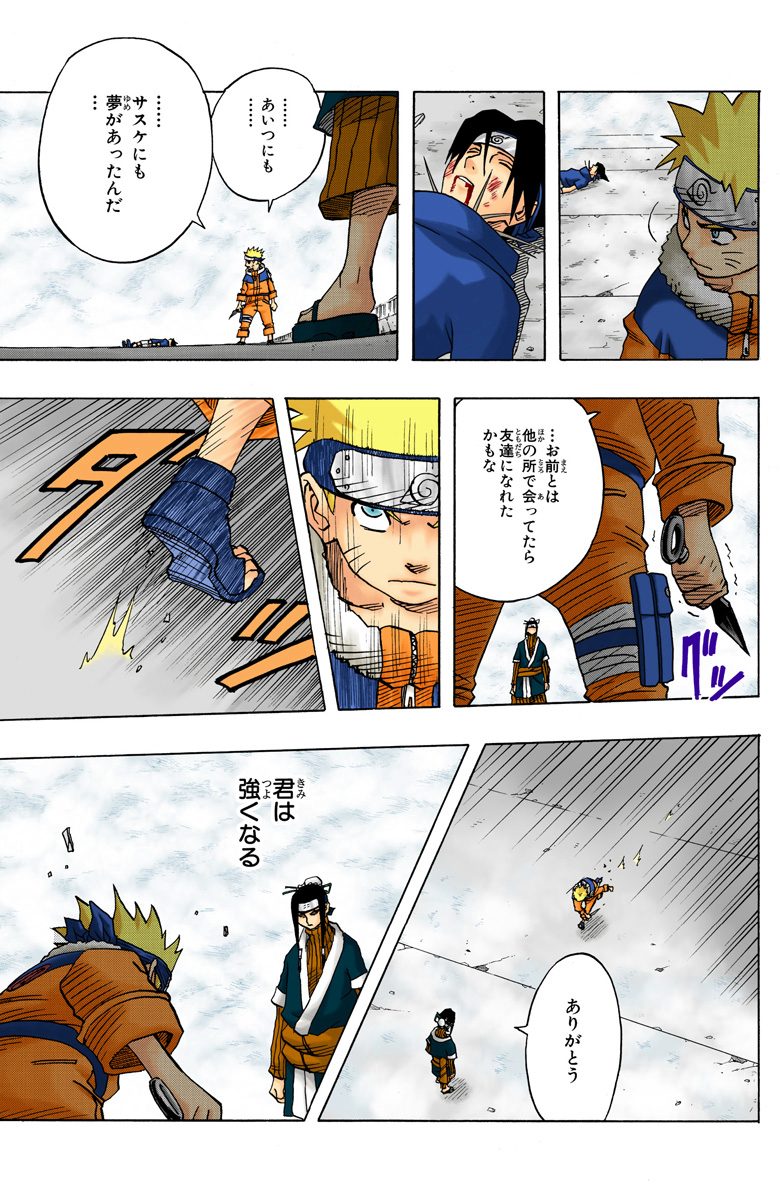 ……
あいつにも
……
サスケにも
夢があったんだ
…
…お前とは
他の所で会ってたら
友達になれた
かもな
グッ
ダッ
ありがとう
君は
強くなる